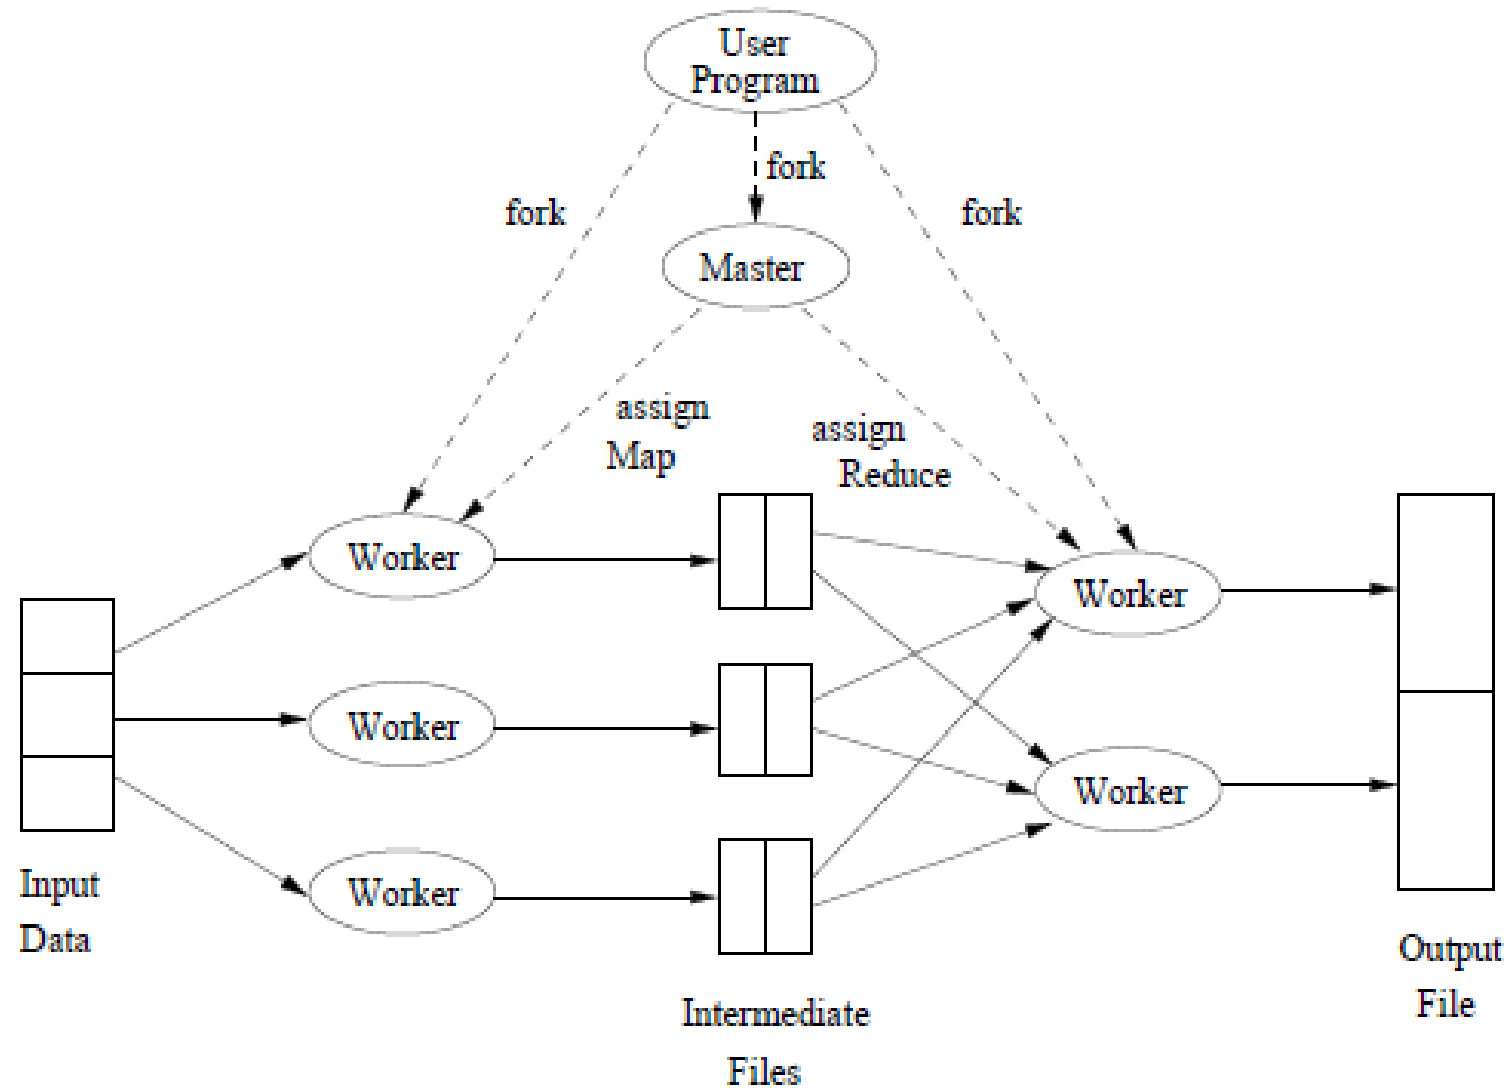 User
Program
fork
fork
fork
Master
assign
Map
assign
Reduce
Worker
Worker
Worker
Worker
Worker
Input
Data
Intermediate
Files
Output
File